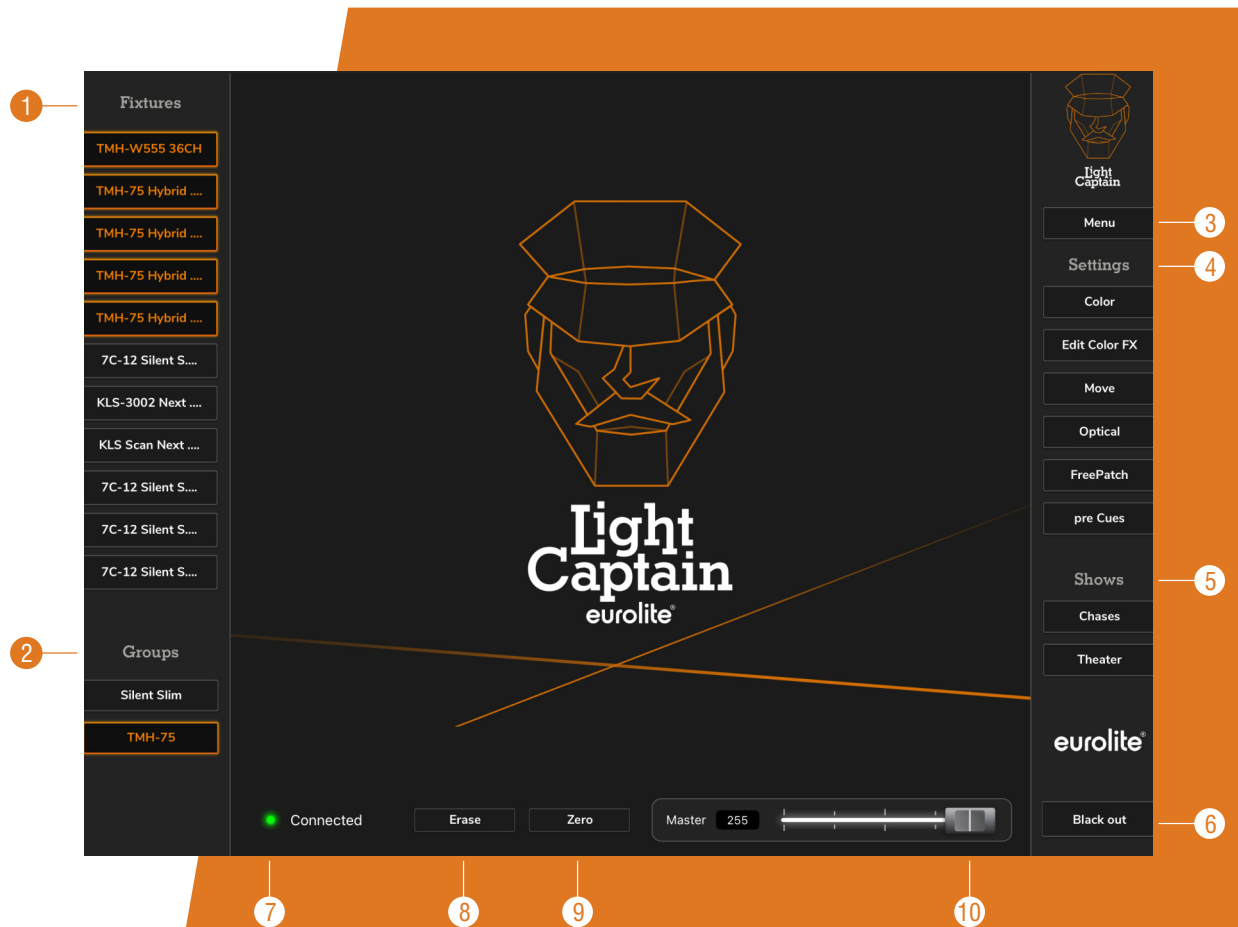 1
Fixtures
TMH-W555 36CH
TMH-75 Hybrid ....
TMH-75 Hybrid ....
TMH-75 Hybrid ....
TMH-75 Hybrid ....
7C-12 Silent S....
KLS-3002 Next ....
KLS Scan Next ....
7C-12 Silent S....
7C-12 Silent S....
7C-12 Silent S....
2
Groups
Silent Slim
TMH-75
Light
Captain
eurolite®
Light
Captain
Menu
3
Settings
4
Color
Edit Color FX
Move
Optical
FreePatch
pre Cues
Shows
5
Chases
Theater
eurolite®
Black out
6
Connected
Erase
Zero
Master 255
7
8
9
10